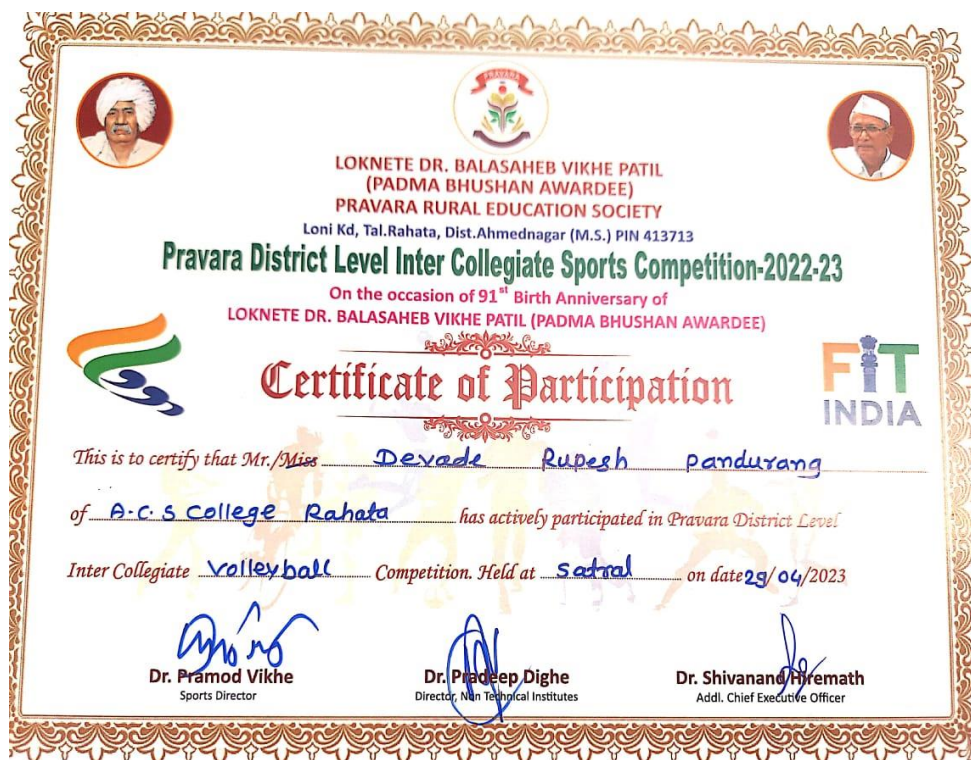 PRAVARA
LOKNETE DR. BALASAHEB VIKHE PATIL
(PADMA BHUSHAN AWARDEE)
PRAVARA RURAL EDUCATION SOCIETY
Loni Kd, Tal.Rahata, Dist.Ahmednagar (M.S.) PIN 413713
Pravara District Level Inter Collegiate Sports Competition-2022-23
On the occasion of 91st Birth Anniversary of
LOKNETE DR. BALASAHEB VIKHE PATIL (PADMA BHUSHAN AWARDEE)
Certificate of Participation
FIT
INDIA
This is to certify that Mr./Miss Devade Rupesh Pandurang
of A.C.S College Rahata has actively participated in Pravara District Level
Inter Collegiate Volleyball Competition. Held at Satral on date 29/04/2023
Dr. Pramod Vikhe
Sports Director
Dr. Pradeep Dighe
Director, Non Technical Institutes
Dr. Shivanand Hiremath
Addl. Chief Executive Officer